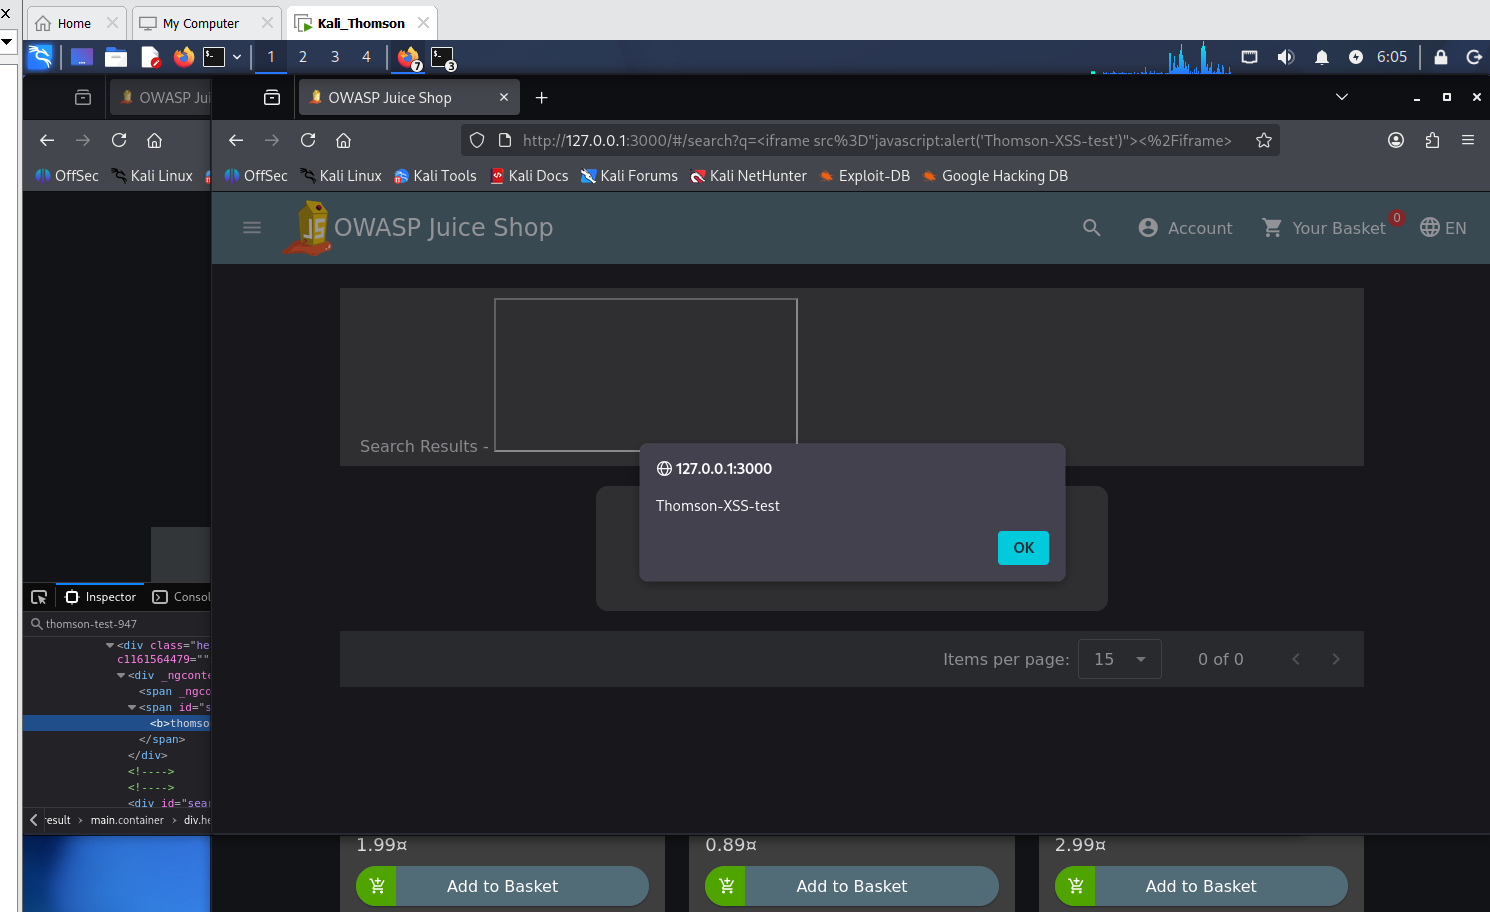 X
Home
My Computer
Kali_Thomson
1 2 3 4
7
3
6:05
OWASP Jui
OWASP Juice Shop
http://127.0.0.1:3000/#/search?q=<iframe src%3D"javascript:alert('Thomson-XSS-test')"><%2Fiframe>
OffSec
Kali Linux
OffSec
Kali Linux
Kali Tools
Kali Docs
Kali Forums
Kali NetHunter
Exploit-DB
Google Hacking DB
JS
OWASP Juice Shop
Account
Your Basket
0
EN
Search Results -
127.0.0.1:3000
Thomson-XSS-test
OK
Items per page: 15 0 of 0
Inspector
Consol
thomson-test-947
<div class="he
c1161564479=""
<div _ngconte
<span _ngco
<span id="s
<b>thomso
</span>
</div>
<!---->
<!---->
<div id="sear
result > main.container > div.he
1.99¤
0.89¤
2.99¤
Add to Basket
Add to Basket
Add to Basket